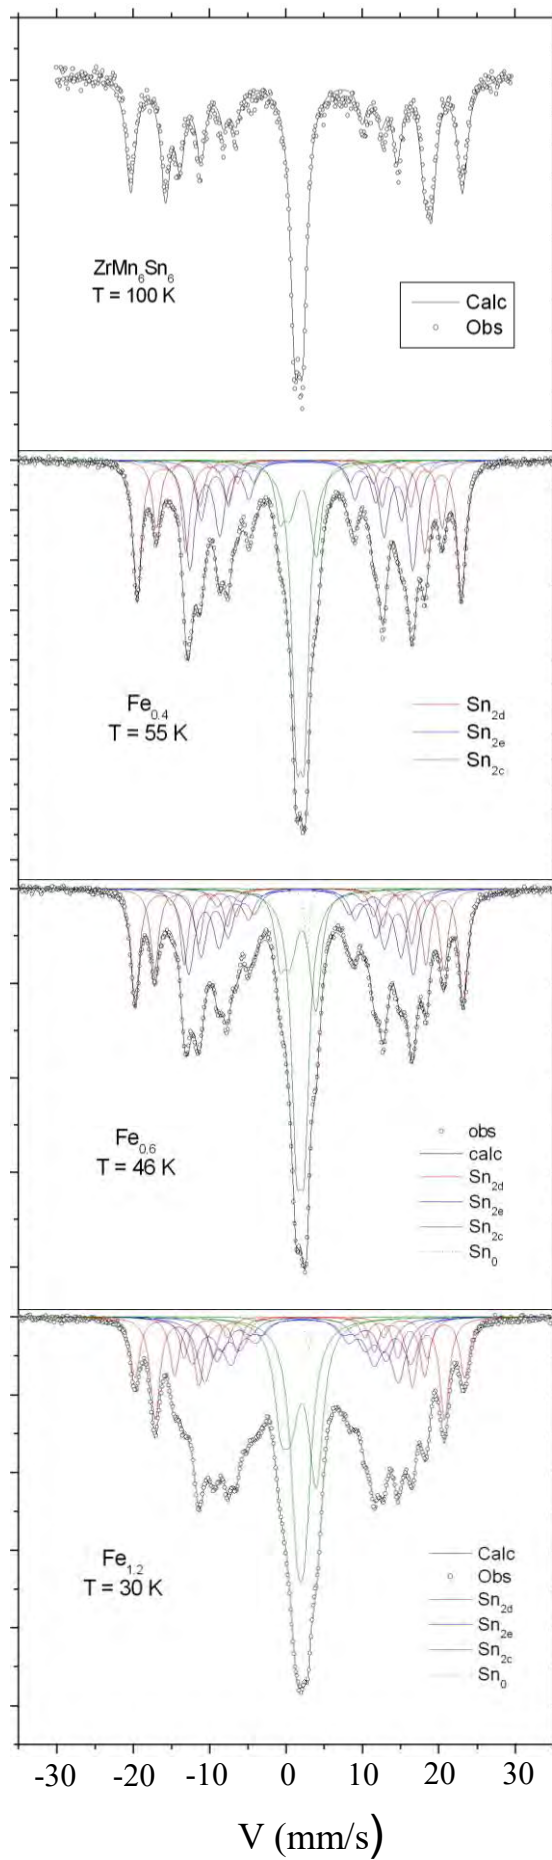 ZrMn6Sn6
T = 100 K
Calc
Obs
Fe0.4
T = 55 K
Sn2d
Sn2e
Sn2c
Fe0.6
T = 46 K
obs
calc
Sn2d
Sn2e
Sn2c
Sn0
Fe1.2
T = 30 K
Calc
Obs
Sn2d
Sn2e
Sn2c
Sn0
-30 -20 -10 0 10 20 30
V (mm/s)